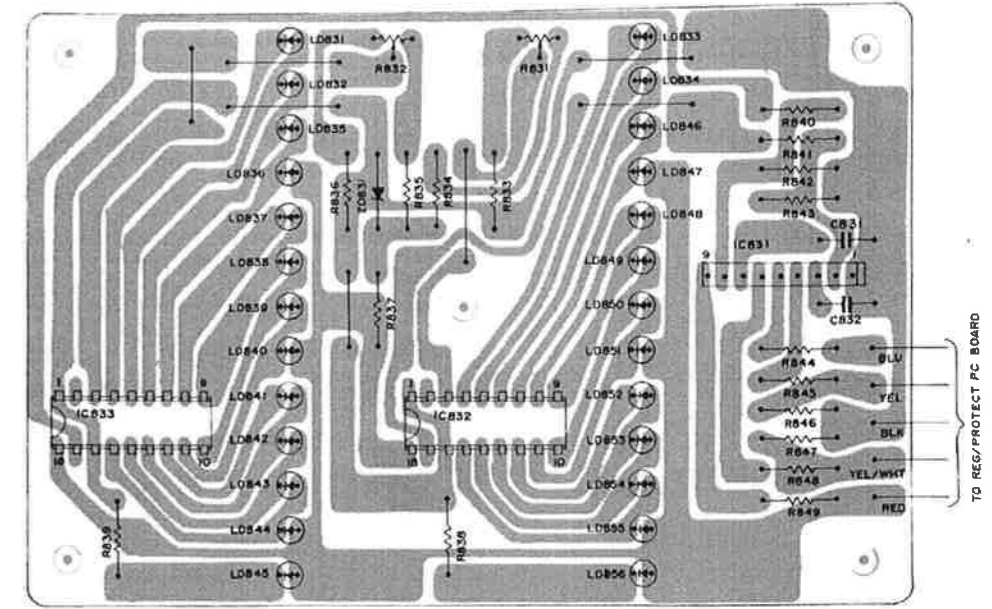 LD831
R832
R831
LD833
LD832
LD834
LD835
LD846
R840
R841
LD836
LD847
R842
R836
ZD831
R835
R834
R833
R843
LD837
LD848
C831
LD838
LD849
9
IC831
1
LD839
LD850
R837
C832
LD840
LD851
R844
BLU
1
9
IC833
LD841
1
9
IC832
LD852
R845
YEL
R846
BLK
18
10
LD842
18
10
LD853
R847
YEL/WHT
LD843
LD854
R848
R849
RED
TO REG/PROTECT PC BOARD
LD844
LD855
R839
R838
LD845
LD856